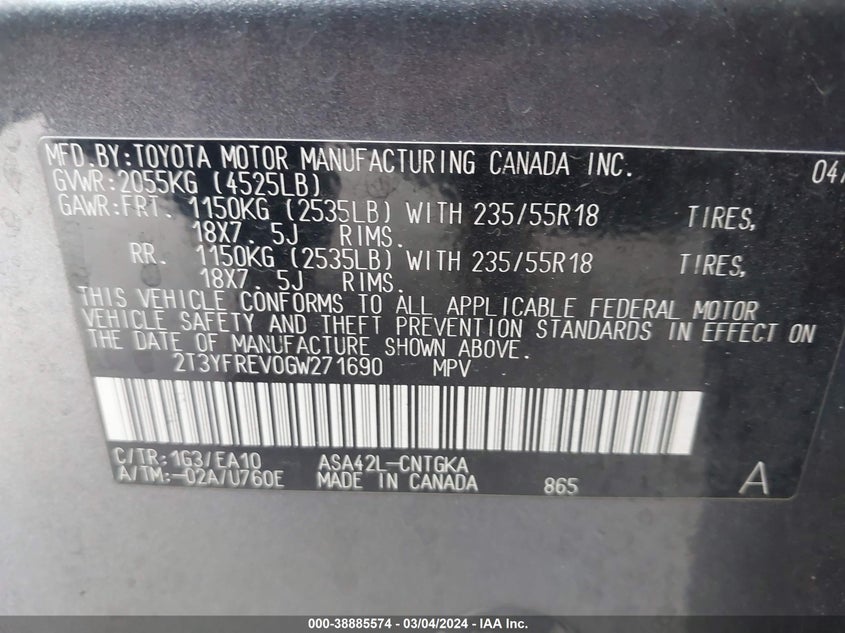 MFD.BY:TOYOTA MOTOR MANUFACTURING CANADA INC. 04/
GVWR:2055KG (4525LB)
GAWR:FRT. 1150KG (2535LB) WITH 235/55R18 TIRES,
18X7. 5J RIMS.
RR. 1150KG (2535LB) WITH 235/55R18 TIRES,
18X7. 5J RIMS.
THIS VEHICLE CONFORMS TO ALL APPLICABLE FEDERAL MOTOR
VEHICLE SAFETY AND THEFT PREVENTION STANDARDS IN EFFECT ON
THE DATE OF MANUFACTURE SHOWN ABOVE.
2T3YFREV0GW271690 MPV
C/TR:1G3/EA10 ASA42L-CNTGKA
A/TM:-02A/U760E MADE IN CANADA 865 A
000-38885574 - 03/04/2024 - IAA Inc.